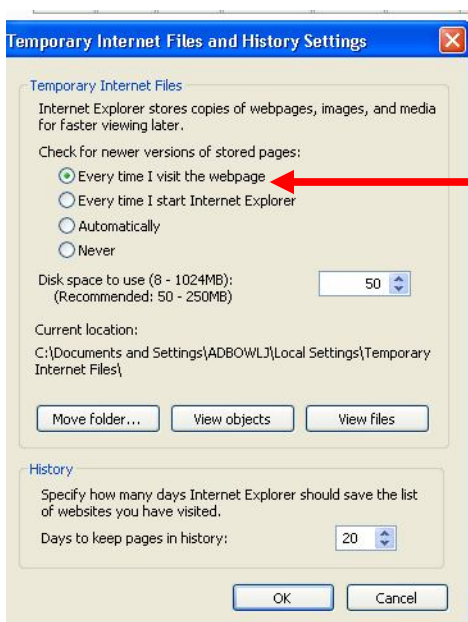 Temporary Internet Files and History Settings
Temporary Internet Files
Internet Explorer stores copies of webpages, images, and media
for faster viewing later.
Check for newer versions of stored pages:
Every time I visit the webpage
Every time I start Internet Explorer
Automatically
Never
Disk space to use (8 - 1024MB): 50
(Recommended: 50 - 250MB)
Current location:
C:\Documents and Settings\ADBOWLJ\Local Settings\Temporary
Internet Files\
Move folder... View objects View files
History
Specify how many days Internet Explorer should save the list
of websites you have visited.
Days to keep pages in history: 20
OK Cancel